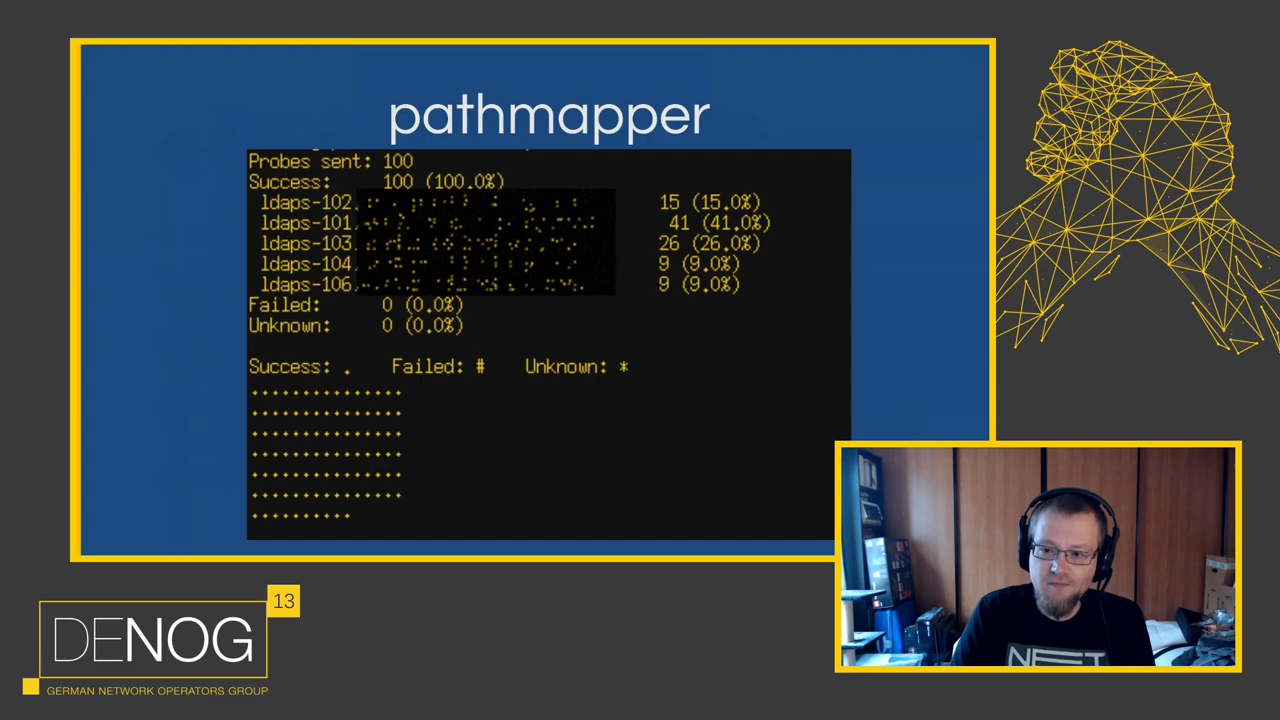 pathmapper
Probes sent: 100
Success: 100 (100.0%)
ldaps-102. 15 (15.0%)
ldaps-101. 41 (41.0%)
ldaps-103. 26 (26.0%)
ldaps-104. 9 (9.0%)
ldaps-106. 9 (9.0%)
Failed: 0 (0.0%)
Unknown: 0 (0.0%)
Success: . Failed: # Unknown: *
...............
...............
...............
...............
...............
...............
..........
13
DENOG
GERMAN NETWORK OPERATORS GROUP
NET